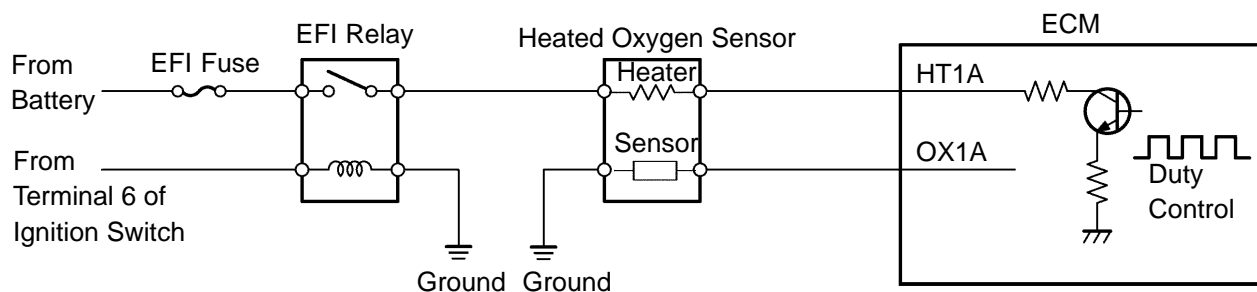 From
Battery
EFI Fuse
EFI Relay
Heated Oxygen Sensor
Heater
Sensor
ECM
HT1A
OX1A
Duty
Control
From
Terminal 6 of
Ignition Switch
Ground
Ground